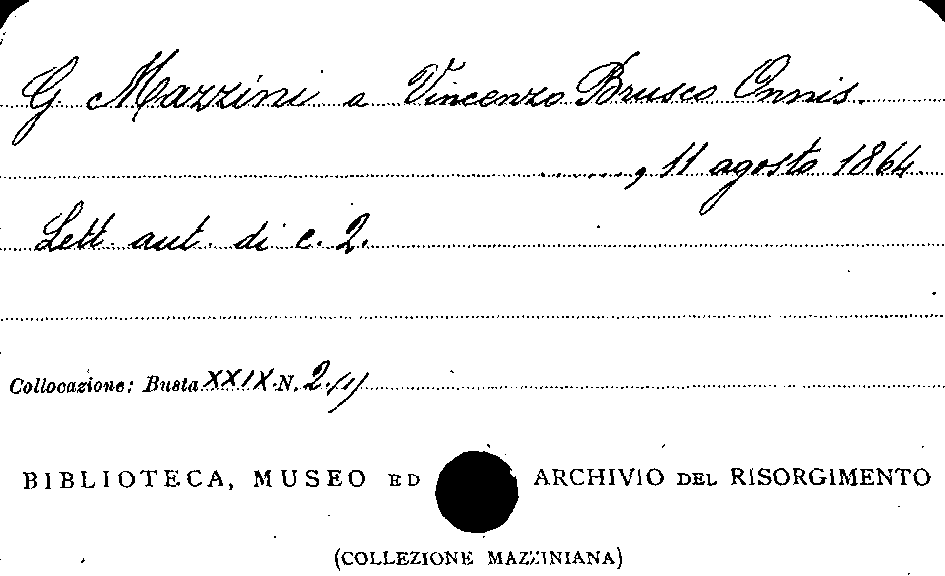 G. Mazzini a Vincenzo Brusco Onnis.
......., 11 agosto 1864.
Lett. aut. di c. 2.
Collocazione: Busta XXIX N. 2 /1/
BIBLIOTECA, MUSEO ED ARCHIVIO DEL RISORGIMENTO
(COLLEZIONE MAZZINIANA)